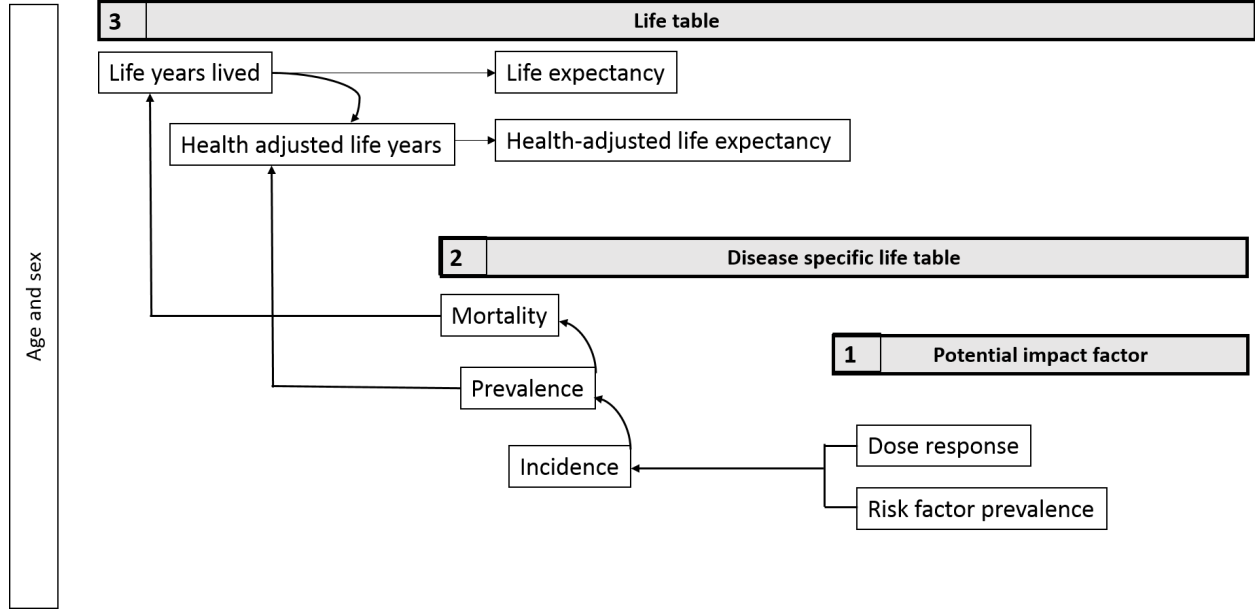 3 Life table
Life years lived
Life expectancy
Health adjusted life years
Health-adjusted life expectancy
Age and sex
2 Disease specific life table
Mortality
1 Potential impact factor
Prevalence
Dose response
Incidence
Risk factor prevalence